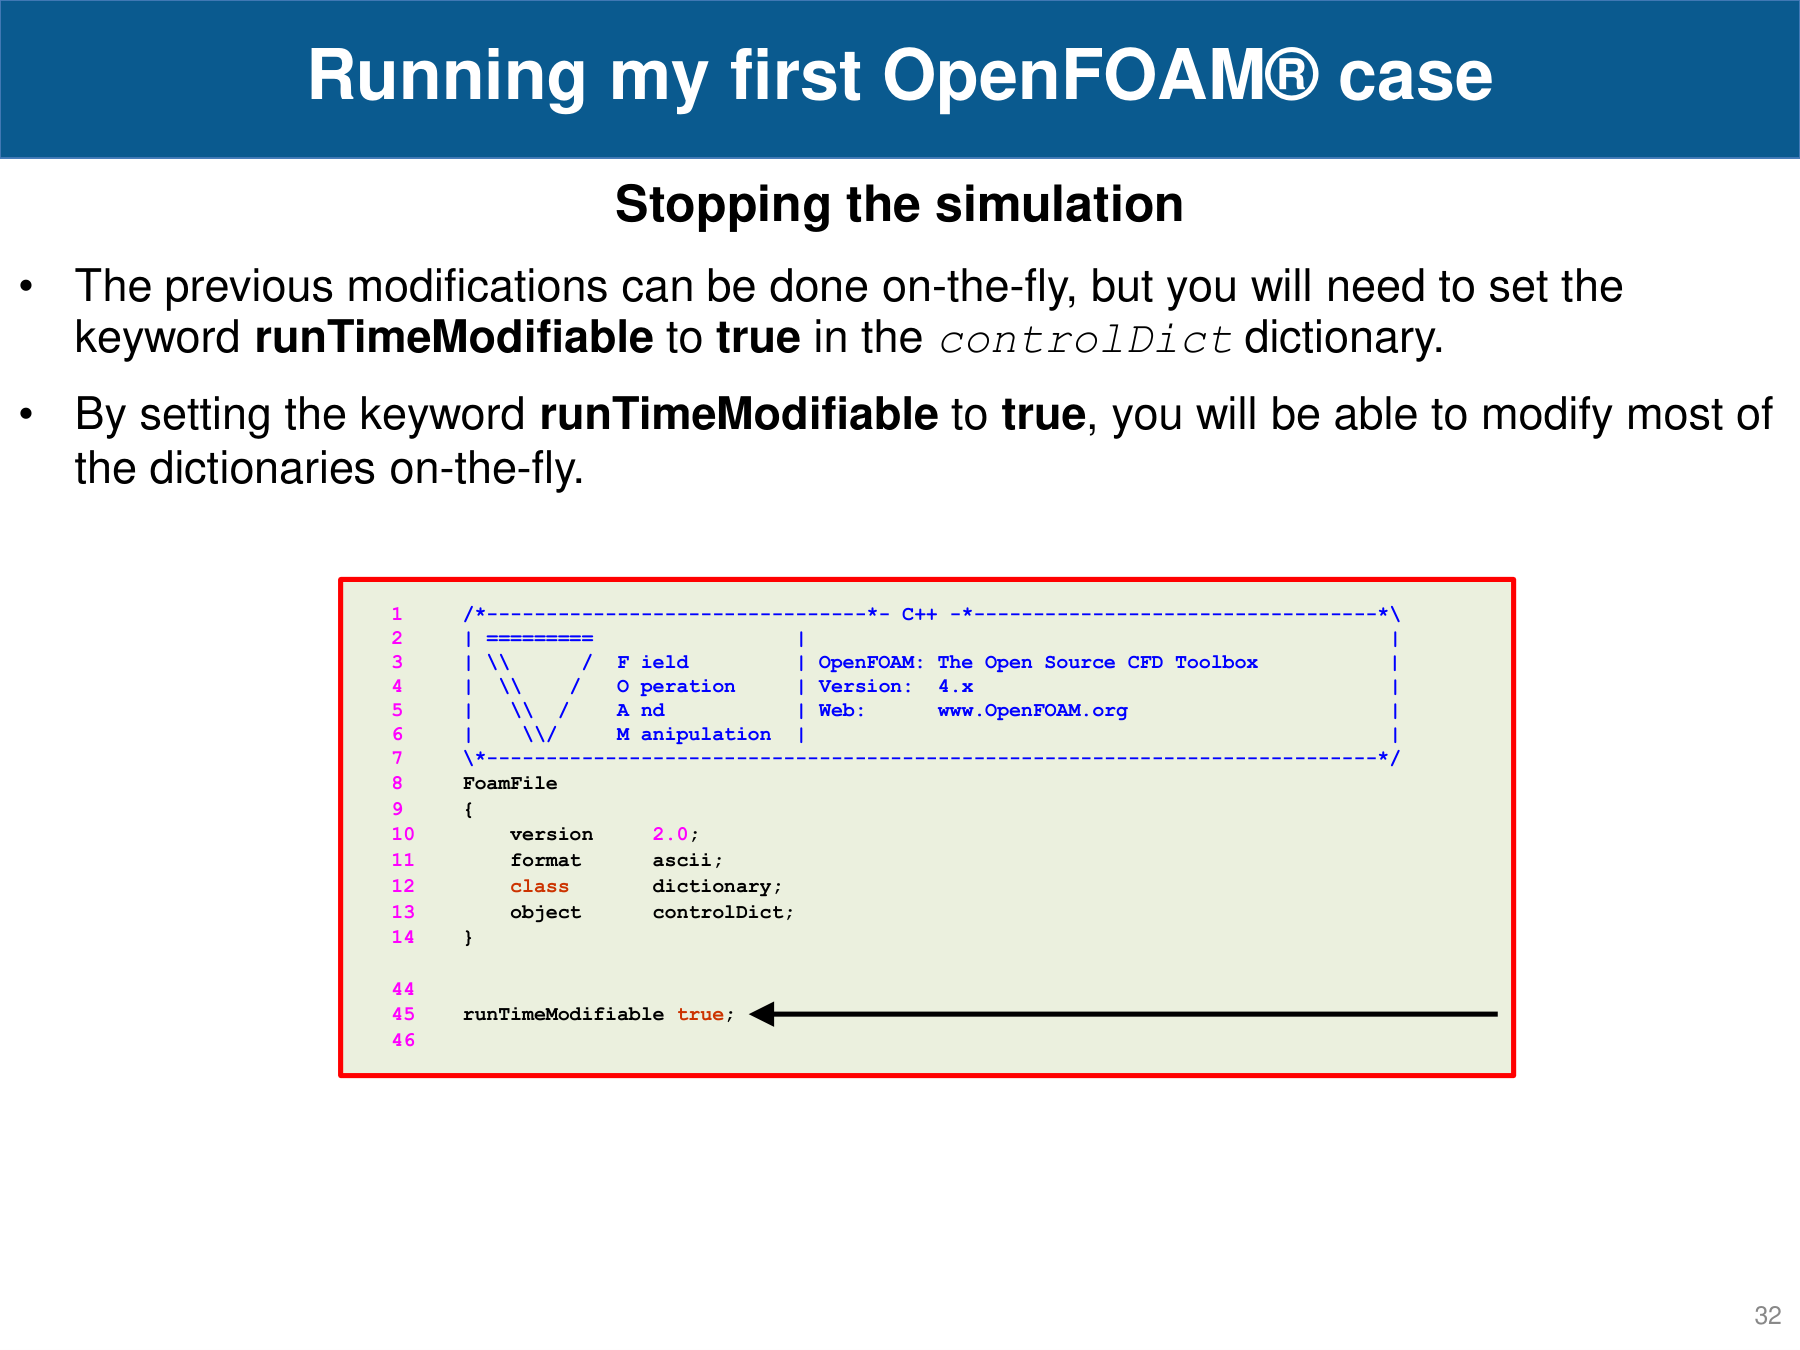 Running my first OpenFOAM® case
Stopping the simulation
• The previous modifications can be done on-the-fly, but you will need to set the
keyword runTimeModifiable to true in the controlDict dictionary.
• By setting the keyword runTimeModifiable to true, you will be able to modify most of
the dictionaries on-the-fly.
1 /*--------------------------------*- C++ -*----------------------------------*\
2 | ========= | |
3 | \\ / F ield | OpenFOAM: The Open Source CFD Toolbox |
4 | \\ / O peration | Version: 4.x |
5 | \\ / A nd | Web: www.OpenFOAM.org |
6 | \\/ M anipulation | |
7 \*---------------------------------------------------------------------------*/
8 FoamFile
9 {
10 version 2.0;
11 format ascii;
12 class dictionary;
13 object controlDict;
14 }
44
45 runTimeModifiable true;
46
32